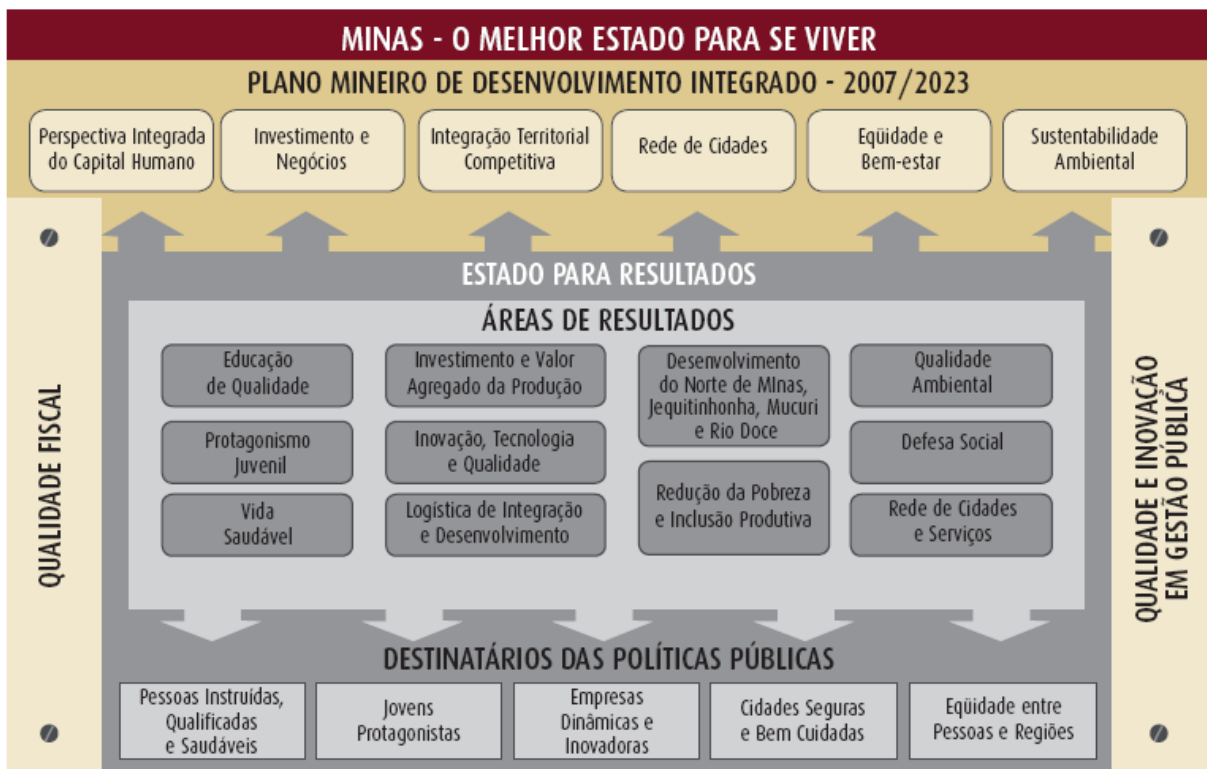 MINAS - O MELHOR ESTADO PARA SE VIVER
PLANO MINEIRO DE DESENVOLVIMENTO INTEGRADO - 2007/2023
Perspectiva Integrada
do Capital Humano
Investimento e
Negócios
Integração Territorial
Competitiva
Rede de Cidades
Eqüidade e
Bem-estar
Sustentabilidade
Ambiental
QUALIDADE FISCAL
ESTADO PARA RESULTADOS
ÁREAS DE RESULTADOS
Educação
de Qualidade
Protagonismo
Juvenil
Vida
Saudável
Investimento e Valor
Agregado da Produção
Inovação, Tecnologia
e Qualidade
Logística de Integração
e Desenvolvimento
Desenvolvimento
do Norte de MInas,
Jequitinhonha, Mucuri
e Rio Doce
Redução da Pobreza
e Inclusão Produtiva
Qualidade
Ambiental
Defesa Social
Rede de Cidades
e Serviços
DESTINATÁRIOS DAS POLÍTICAS PÚBLICAS
Pessoas Instruídas,
Qualificadas
e Saudáveis
Jovens
Protagonistas
Empresas
Dinâmicas e
Inovadoras
Cidades Seguras
e Bem Cuidadas
Eqüidade entre
Pessoas e Regiões
QUALIDADE E INOVAÇÃO
EM GESTÃO PÚBLICA